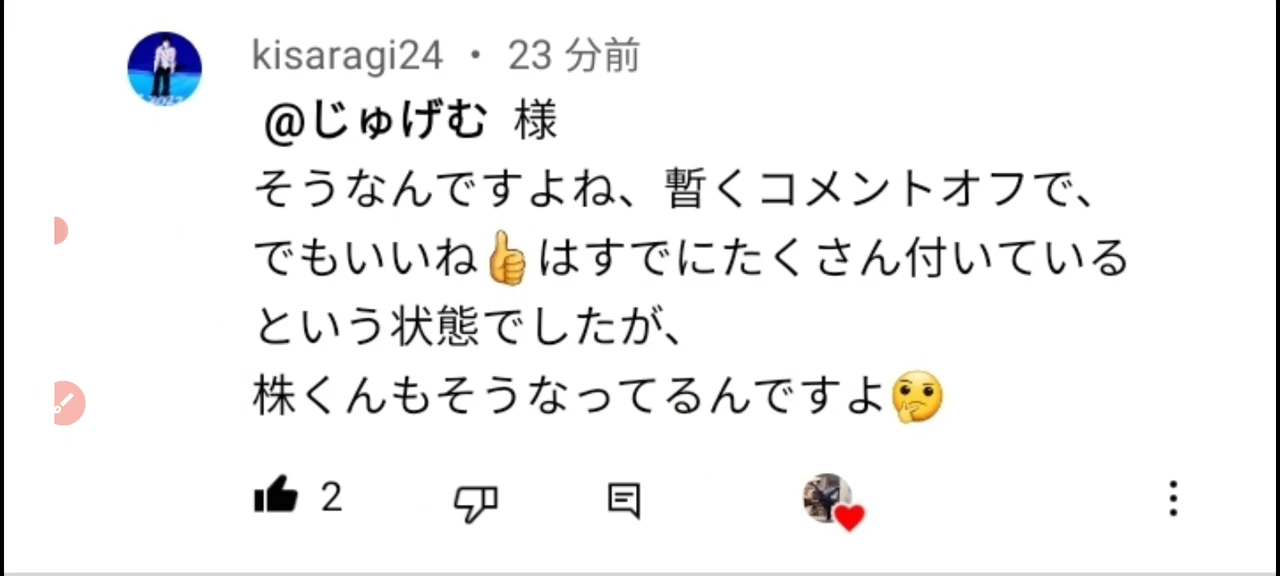 kisaragi24 ・ 23 分前
@じゅげむ 様
そうなんですよね、暫くコメントオフで、
でもいいね👍はすでにたくさん付いている
という状態でしたが、
株くんもそうなってるんですよ🤔
2